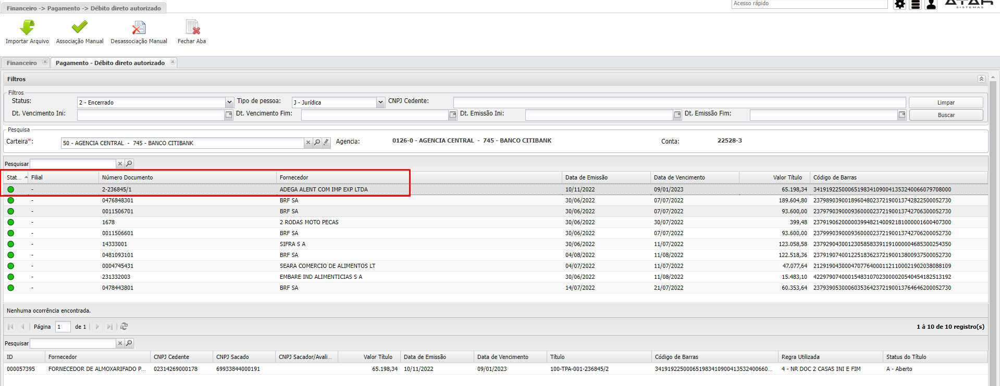 Financeiro -> Pagamento -> Débito direto autorizado
Acesso rápido
ATAK
SISTEMAS
Importar Arquivo
Associação Manual
Desassociação Manual
Fechar Aba
Financeiro
Pagamento - Débito direto autorizado
Filtros
Filtros
Status: 2 - Encerrado Tipo de pessoa: J - Jurídica CNPJ Cedente: Limpar
Dt. Vencimento Ini: Dt. Vencimento Fim: Dt. Emissão Ini: Dt. Emissão Fim: Buscar
Pesquisa
Carteira*: 50 - AGENCIA CENTRAL - 745 - BANCO CITIBANK Agencia: 0126-0 - AGENCIA CENTRAL - 745 - BANCO CITIBANK Conta: 22528-3
Pesquisar
Stat... Filial Número Documento Fornecedor Data de Emissão Data de Vencimento Valor Título Código de Barras
- 2-236845/1 ADEGA ALENT COM IMP EXP LTDA 10/11/2022 09/01/2023 65.198,34 34191922500065198341090041353240066079708000
- 0476848301 BRF SA 30/06/2022 07/07/2022 189.604,80 23798903900189604802372190013742822500052730
- 0011506701 BRF SA 30/06/2022 07/07/2022 93.600,00 23797903900093600002372190013742706300052730
- 1678 2 RODAS MOTO PECAS 30/06/2022 30/07/2022 399,48 23791906200000399482140092181000001600407300
- 0011506601 BRF SA 30/06/2022 07/07/2022 93.600,00 23799903900093600002372190013742706200052730
- 14333001 SIFRA S A 30/06/2022 11/07/2022 123.058,58 23792904300123058583391191000004685300254350
- 0481093101 BRF SA 04/08/2022 11/08/2022 122.518,36 23791907400122518362372190013800937500052730
- 0004745431 SEARA COMERCIO DE ALIMENTOS LT 04/07/2022 11/07/2022 47.077,64 21291904300047077640001121100021902038088109
- 231332003 EMBARE IND ALIMENTICIAS S A 30/06/2022 11/08/2022 15.483,10 42297907400015483107023000020540454182513192
- 0478443801 BRF SA 14/07/2022 21/07/2022 60.353,64 23793905300060353642372190013764646200052730
Nenhuma ocorrência encontrada.
Página 1 de 1
1 à 10 de 10 registro(s)
Pesquisar
ID Fornecedor CNPJ Cedente CNPJ Sacado CNPJ Sacador/Avali... Valor Título Data de Emissão Data de Vencimento Título Código de Barras Regra Utilizada Status do Título
000057395 FORNECEDOR DE ALMOXARIFADO P... 02314269000178 69933844000191 65.198,34 10/11/2022 09/01/2023 100-TPA-001-236845/2 341919225000651983410900413532400660... 4 - NR DOC 2 CASAS INI E FIM A - Aberto